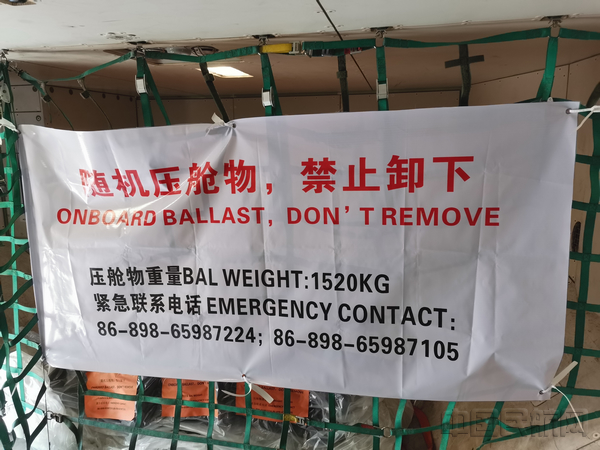 随机压舱物，禁止卸下
ONBOARD BALLAST, DON'T REMOVE
压舱物重量BAL WEIGHT:1520KG
紧急联系电话 EMERGENCY CONTACT:
86-898-65987224; 86-898-65987105